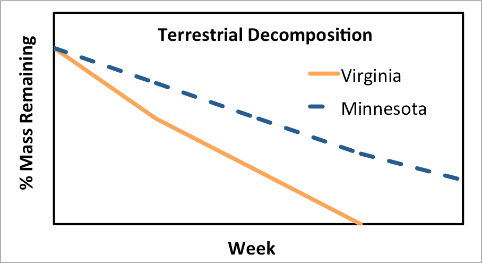 Terrestrial Decomposition
Virginia
Minnesota
% Mass Remaining
Week